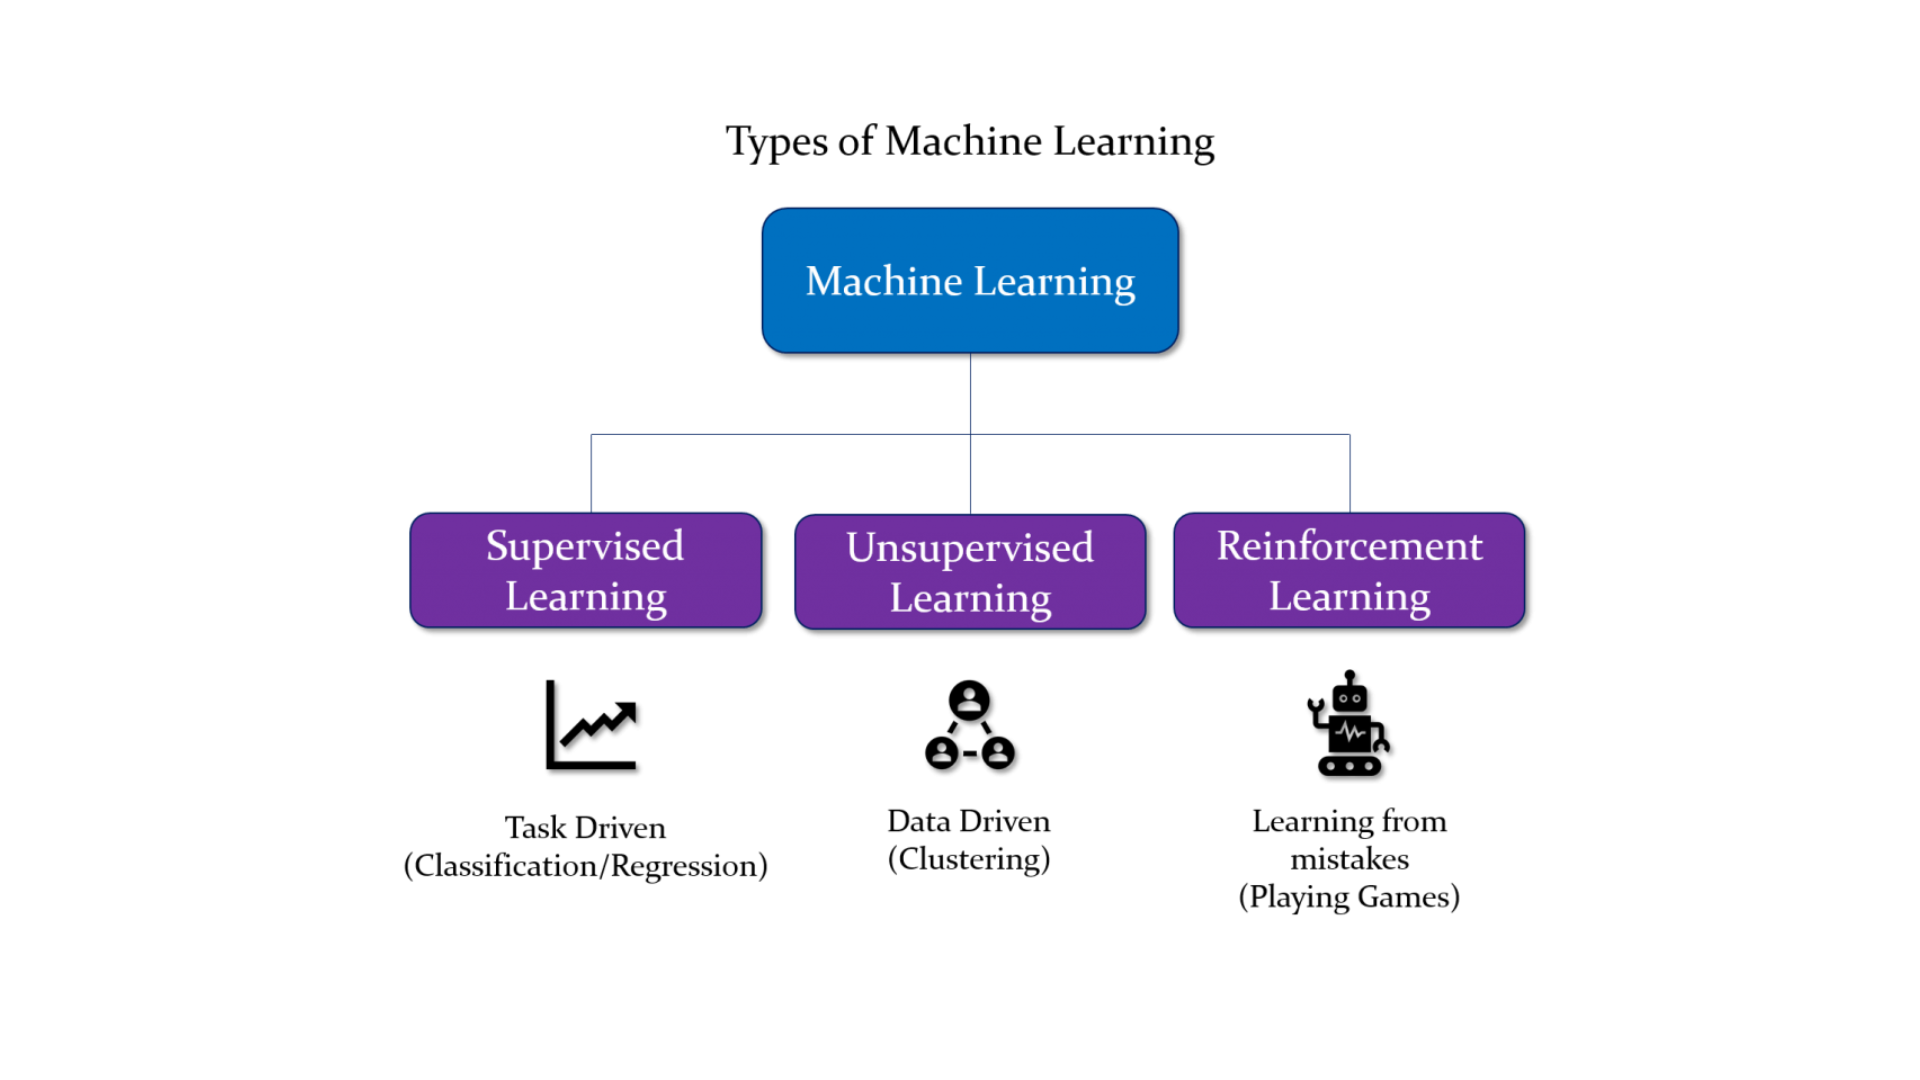 Types of Machine Learning
Machine Learning
Supervised
Learning
Unsupervised
Learning
Reinforcement
Learning
Task Driven
(Classification/Regression)
Data Driven
(Clustering)
Learning from
mistakes
(Playing Games)